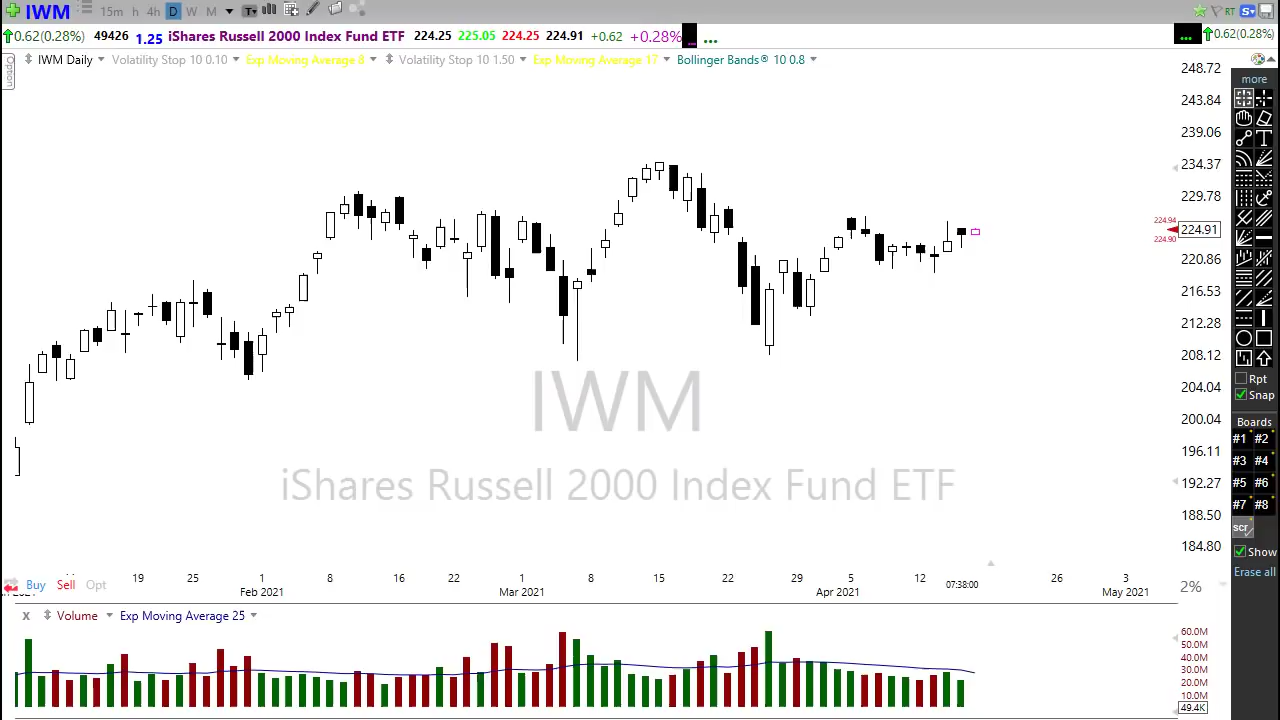 IWM 15m h 4h D W M T RT S
0.62(0.28%) 49426 1.25 iShares Russell 2000 Index Fund ETF 224.25 225.05 224.25 224.91 +0.62 +0.28% ... ... 0.62(0.28%)
Option
IWM Daily Volatility Stop 10 0.10 Exp Moving Average 8 Volatility Stop 10 1.50 Exp Moving Average 17 Bollinger Bands® 10 0.8
248.72
243.84
239.06
234.37
229.78
224.94
224.91
224.90
220.86
216.53
212.28
208.12
204.04
200.04
196.11
192.27
188.50
184.80
IWM
iShares Russell 2000 Index Fund ETF
more
T
Rpt
Snap
Boards
#1 #2
#3 #4
#5 #6
#7 #8
scr
Show
Erase all
19 25 1 8 16 22 1 8 15 22 29 5 12 07:38:00 26 3
Buy Sell Opt 2%
Feb 2021 Mar 2021 Apr 2021 May 2021
x Volume Exp Moving Average 25
60.0M
50.0M
40.0M
30.0M
20.0M
10.0M
49.4K